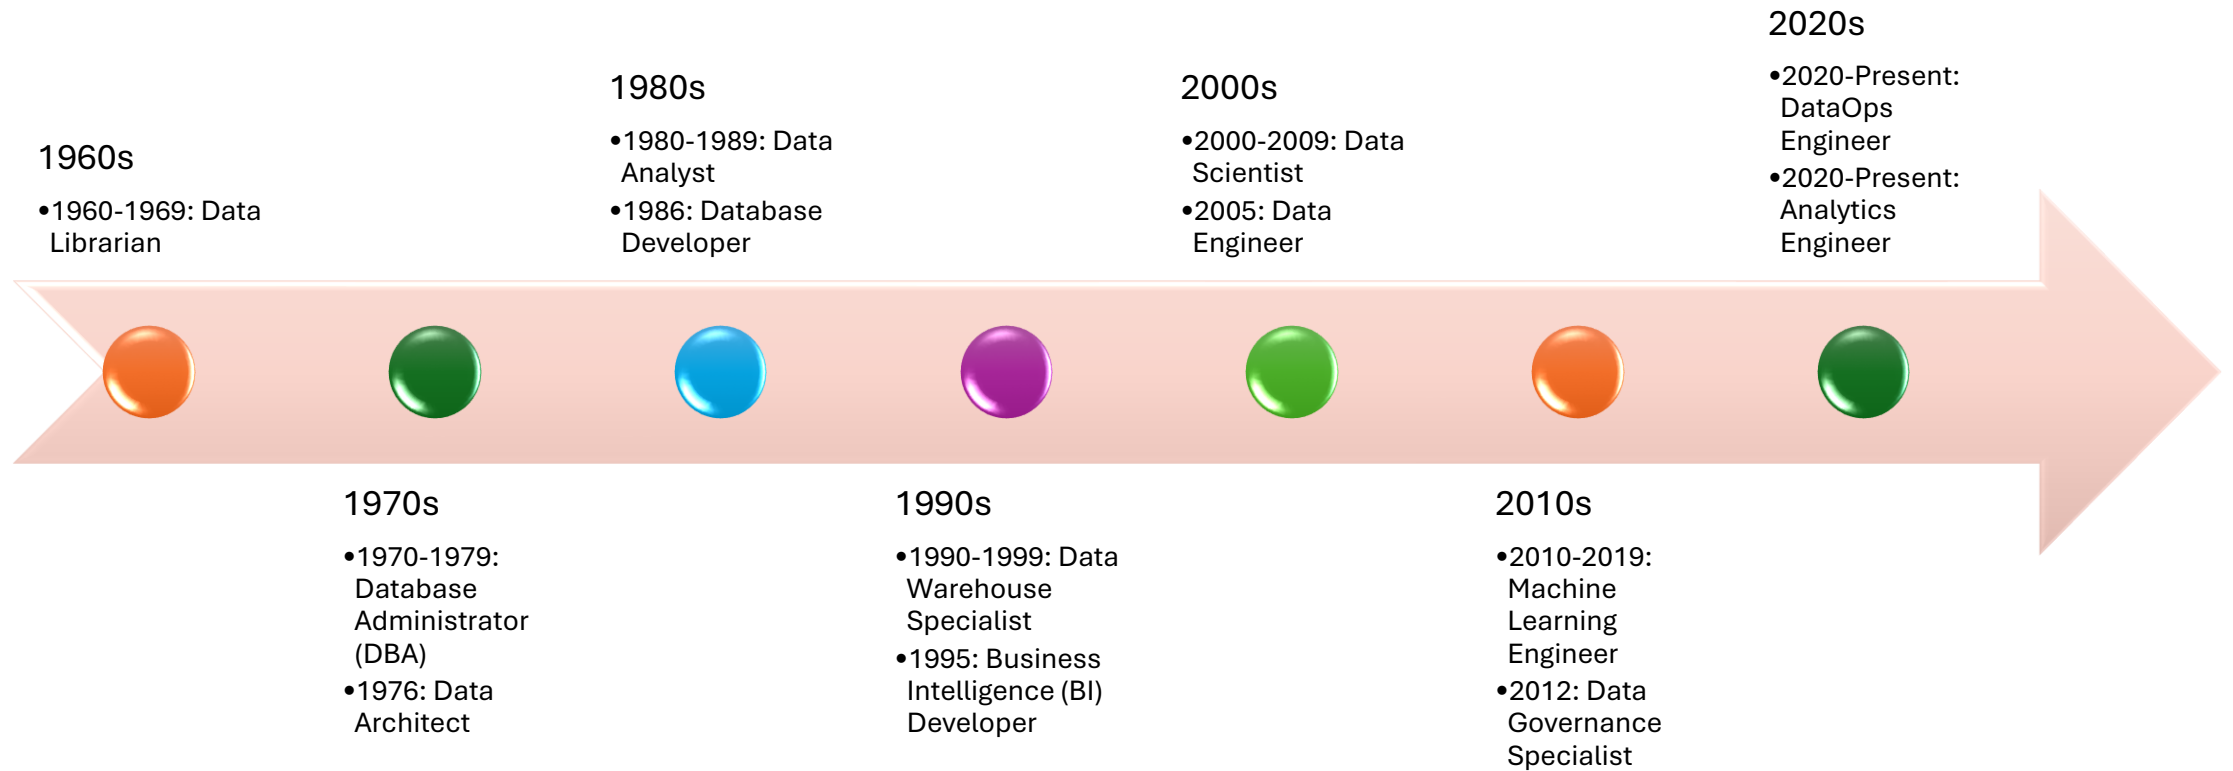 1960s
•1960-1969: Data
Librarian
1970s
•1970-1979:
Database
Administrator
(DBA)
•1976: Data
Architect
1980s
•1980-1989: Data
Analyst
•1986: Database
Developer
1990s
•1990-1999: Data
Warehouse
Specialist
•1995: Business
Intelligence (BI)
Developer
2000s
•2000-2009: Data
Scientist
•2005: Data
Engineer
2010s
•2010-2019:
Machine
Learning
Engineer
•2012: Data
Governance
Specialist
2020s
•2020-Present:
DataOps
Engineer
•2020-Present:
Analytics
Engineer